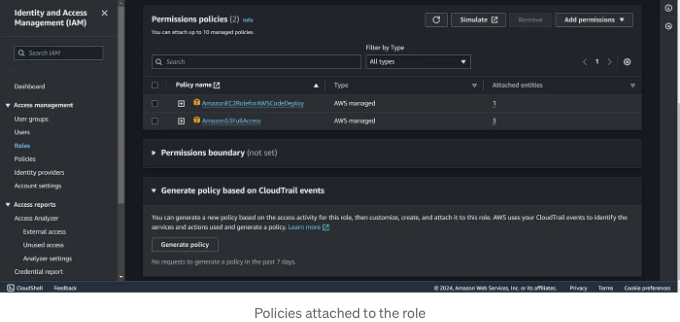 Identity and Access Management (IAM)
Search IAM
Dashboard
Access management
User groups
Users
Roles
Policies
Identity providers
Account settings
Access reports
Access Analyzer
External access
Unused access
Analyzer settings
Credential report
Permissions policies (2) Info
You can attach up to 10 managed policies.
Simulate
Remove
Add permissions
Filter by Type
Search
All types
1
Policy name
Type
Attached entities
AmazonEC2RoleforAWSCodeDeploy
AWS managed
1
AmazonS3FullAccess
AWS managed
3
Permissions boundary (not set)
Generate policy based on CloudTrail events
You can generate a new policy based on the access activity for this role, then customize, create, and attach it to this role. AWS uses your CloudTrail events to identify the
services and actions used and generate a policy. Learn more
Generate policy
No requests to generate a policy in the past 7 days.
CloudShell
Feedback
© 2024, Amazon Web Services, Inc. or its affiliates.
Privacy
Terms
Cookie preferences
Policies attached to the role